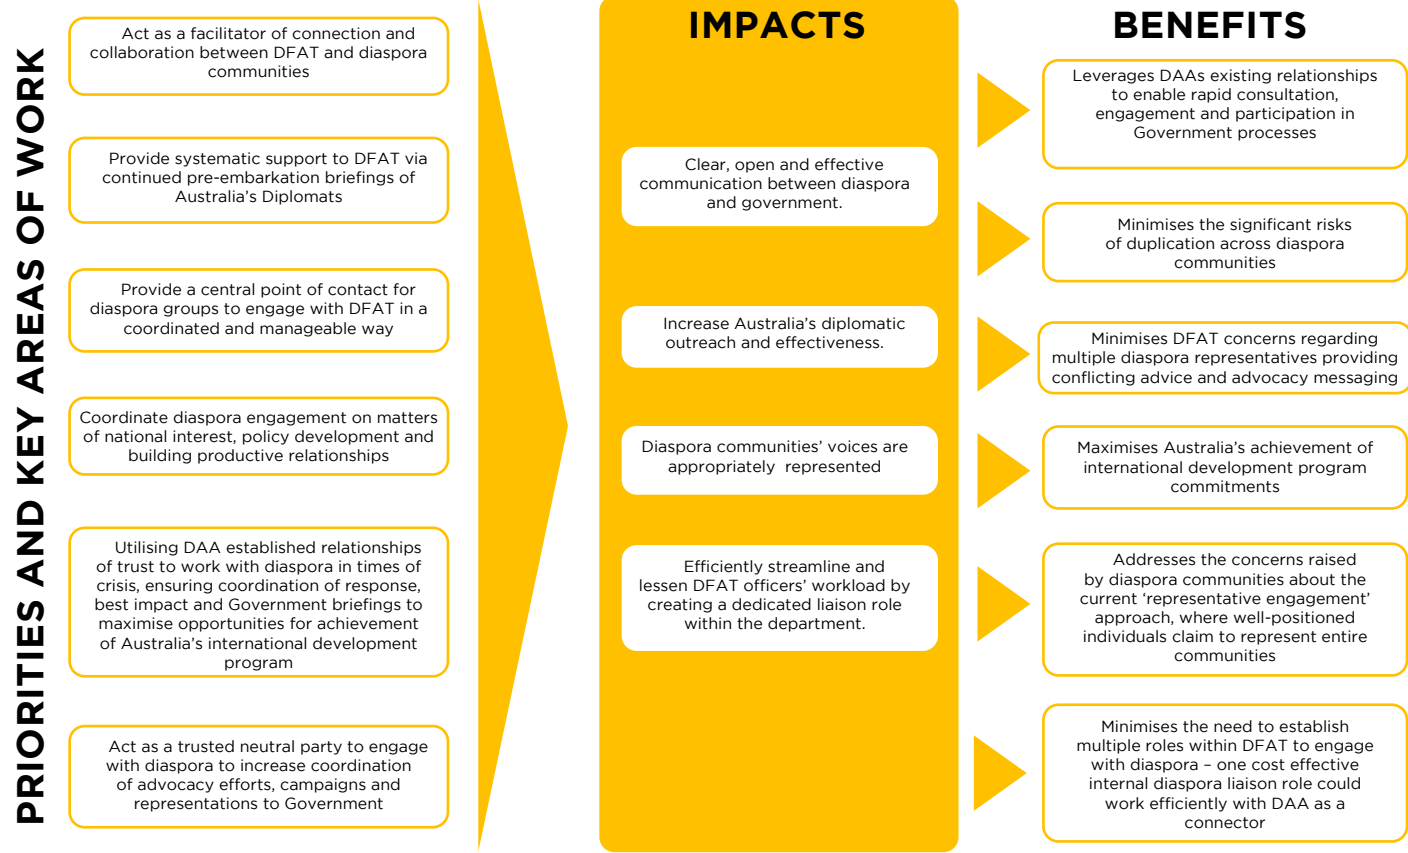 PRIORITIES AND KEY AREAS OF WORK
Act as a facilitator of connection and
collaboration between DFAT and diaspora
communities
Provide systematic support to DFAT via
continued pre-embarkation briefings of
Australia's Diplomats
Provide a central point of contact for
diaspora groups to engage with DFAT in a
coordinated and manageable way
Coordinate diaspora engagement on matters
of national interest, policy development and
building productive relationships
Utilising DAA established relationships
of trust to work with diaspora in times of
crisis, ensuring coordination of response,
best impact and Government briefings to
maximise opportunities for achievement
of Australia's international development
program
Act as a trusted neutral party to engage
with diaspora to increase coordination
of advocacy efforts, campaigns and
representations to Government
IMPACTS
Clear, open and effective
communication between diaspora
and government.
Increase Australia's diplomatic
outreach and effectiveness.
Diaspora communities' voices are
appropriately  represented
Efficiently streamline and
lessen DFAT officers' workload by
creating a dedicated liaison role
within the department.
BENEFITS
Leverages DAAs existing relationships
to enable rapid consultation,
engagement and participation in
Government processes
Minimises the significant risks
of duplication across diaspora
communities
Minimises DFAT concerns regarding
multiple diaspora representatives providing
conflicting advice and advocacy messaging
Maximises Australia's achievement of
international development program
commitments
Addresses the concerns raised
by diaspora communities about the
current 'representative engagement'
approach, where well-positioned
individuals claim to represent entire
communities
Minimises the need to establish
multiple roles within DFAT to engage
with diaspora – one cost effective
internal diaspora liaison role could
work efficiently with DAA as a
connector